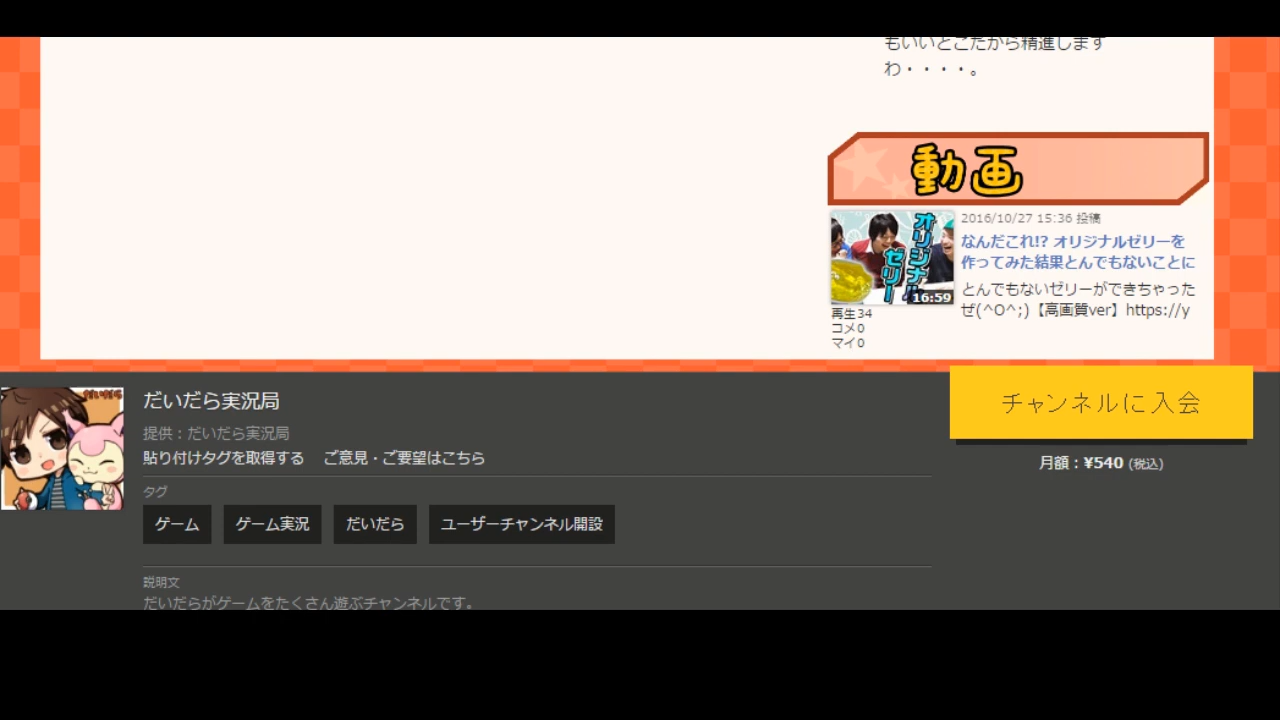 もいいとこだから精進します
わ・・・・。
動画
オリジナル
ゼリー
16:59
2016/10/27 15:36 投稿
なんだこれ!? オリジナルゼリーを
作ってみた結果とんでもないことに
とんでもないゼリーができちゃった
ぜ(^O^;)【高画質ver】https://y
再生34
コメ0
マイ0
だいだら
だいだら実況局
提供：だいだら実況局
貼り付けタグを取得する ご意見・ご要望はこちら
タグ
ゲーム ゲーム実況 だいだら ユーザーチャンネル開設
説明文
だいだらがゲームをたくさん遊ぶチャンネルです。
チャンネルに入会
月額：¥540 (税込)